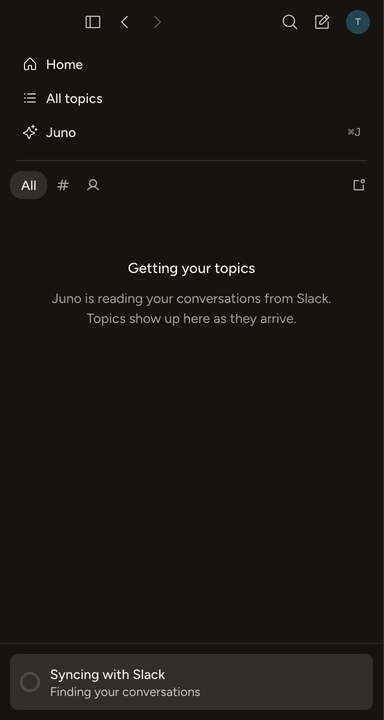 T
Home
All topics
Juno ⌘J
All
Getting your topics
Juno is reading your conversations from Slack.
Topics show up here as they arrive.
Syncing with Slack
Finding your conversations